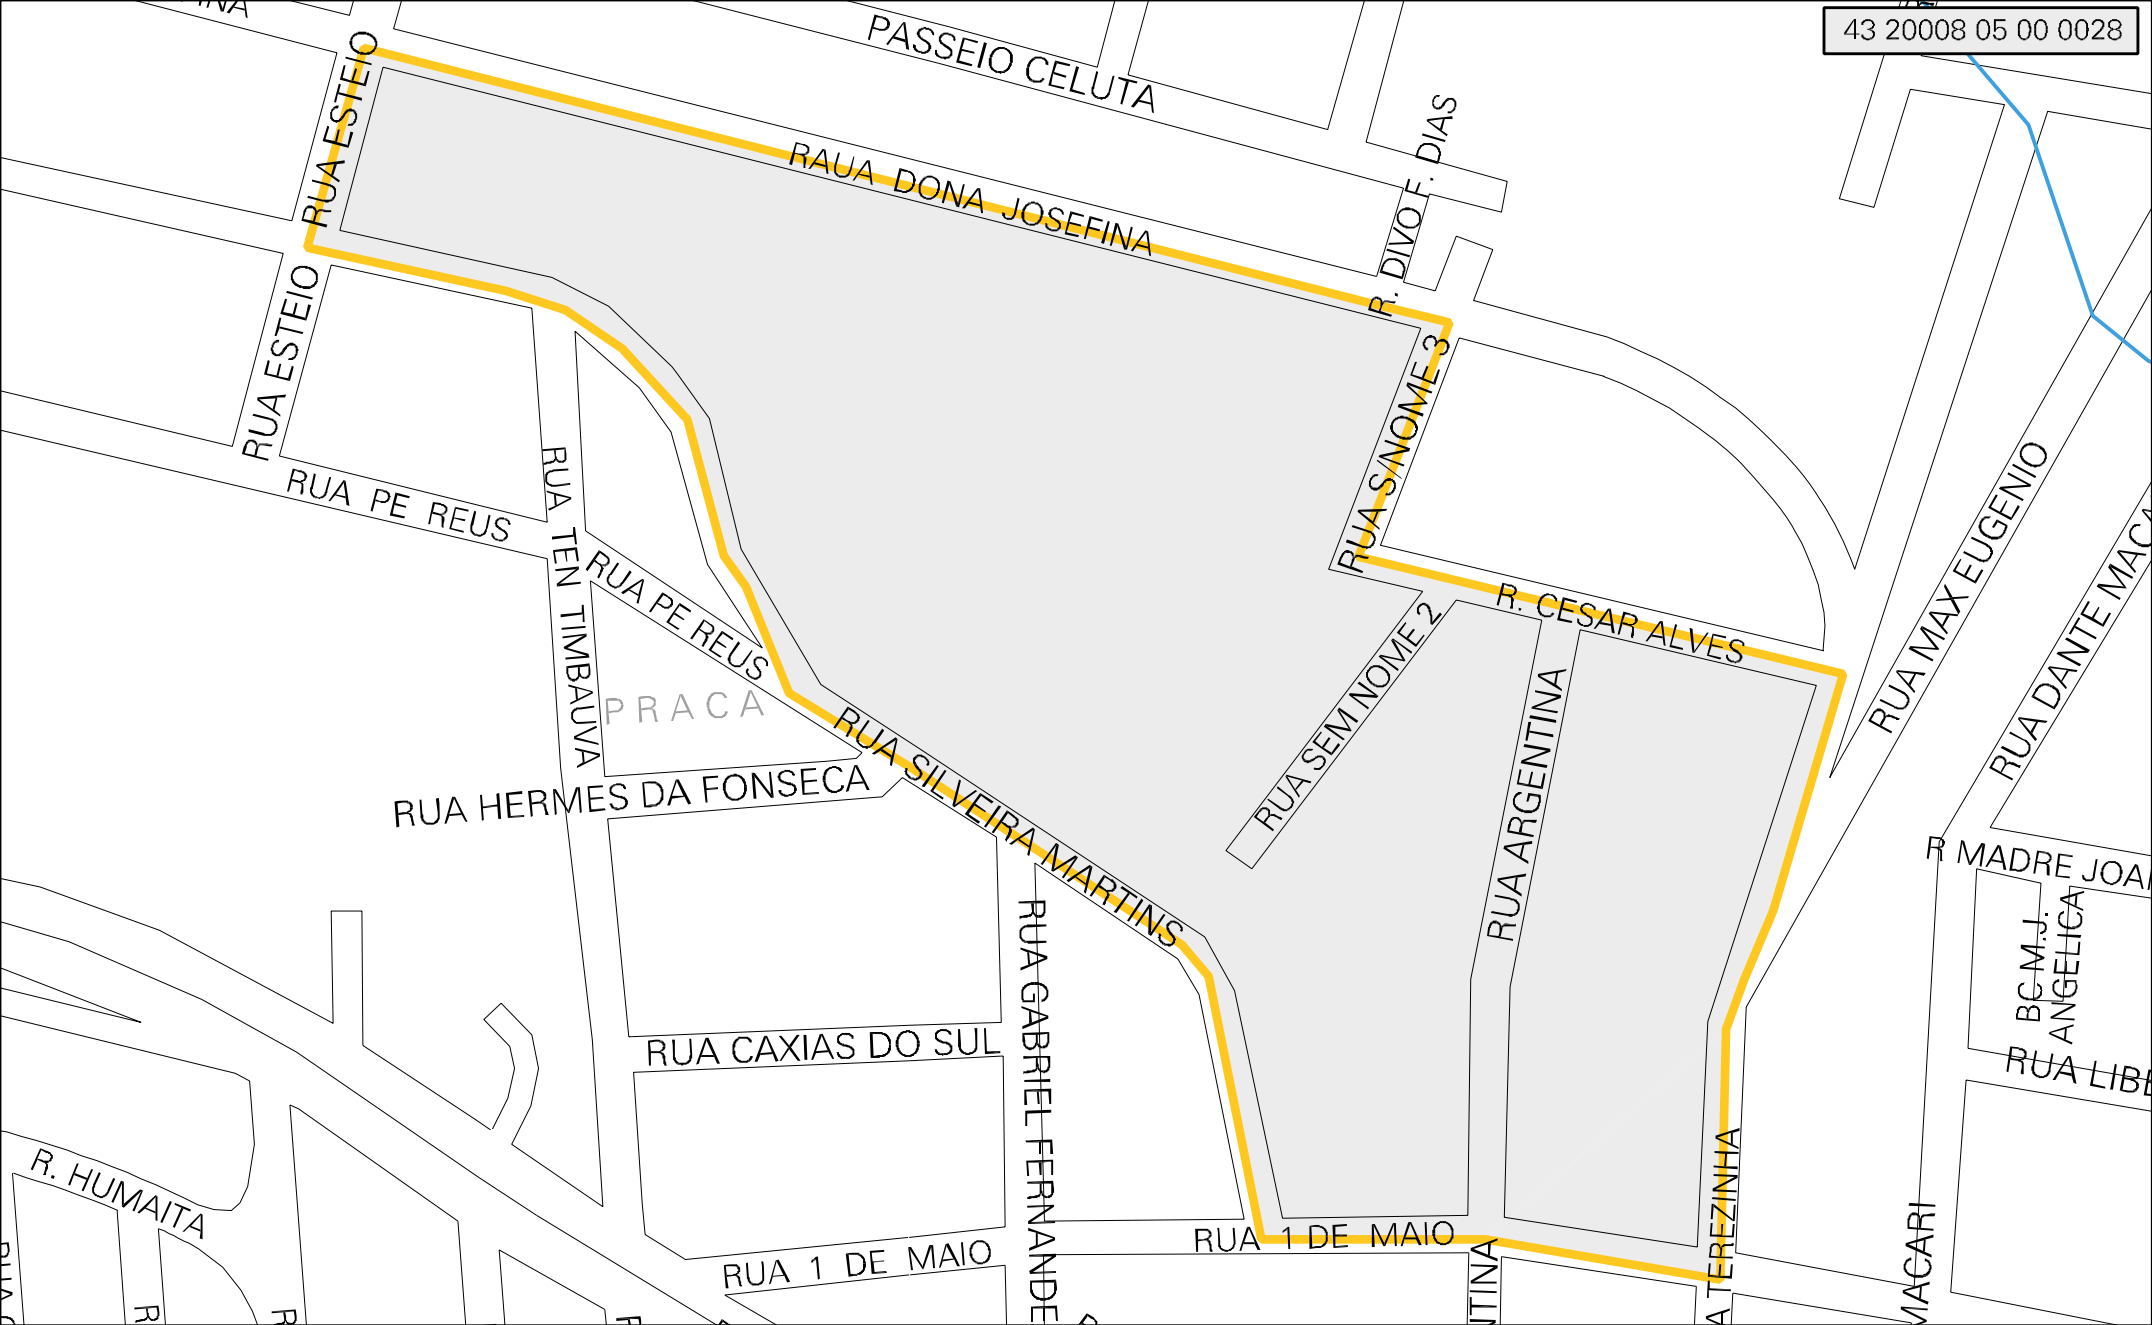 43 20008 05 00 0028
PASSEIO CELUTA
RUA ESTEIO
R. DIVO F. DIAS
RAUA DONA JOSEFINA
RUA ESTEIO
RUA S/NOME 3
RUA PE REUS
RUA TEN TIMBAUVA
RUA PE REUS
R. CESAR ALVES
RUA MAX EUGENIO
RUA DANTE
RUA SEM NOME 2
RUA ARGENTINA
PRACA
RUA SILVEIRA MARTINS
RUA HERMES DA FONSECA
R MADRE
BC M.J.
ANGELICA
RUA GABRIEL FERNANDE
RUA CAXIAS DO SUL
RUA
R. HUMAITA
RUA 1 DE MAIO
RUA 1 DE MAIO
TEREZINHA
MACARI